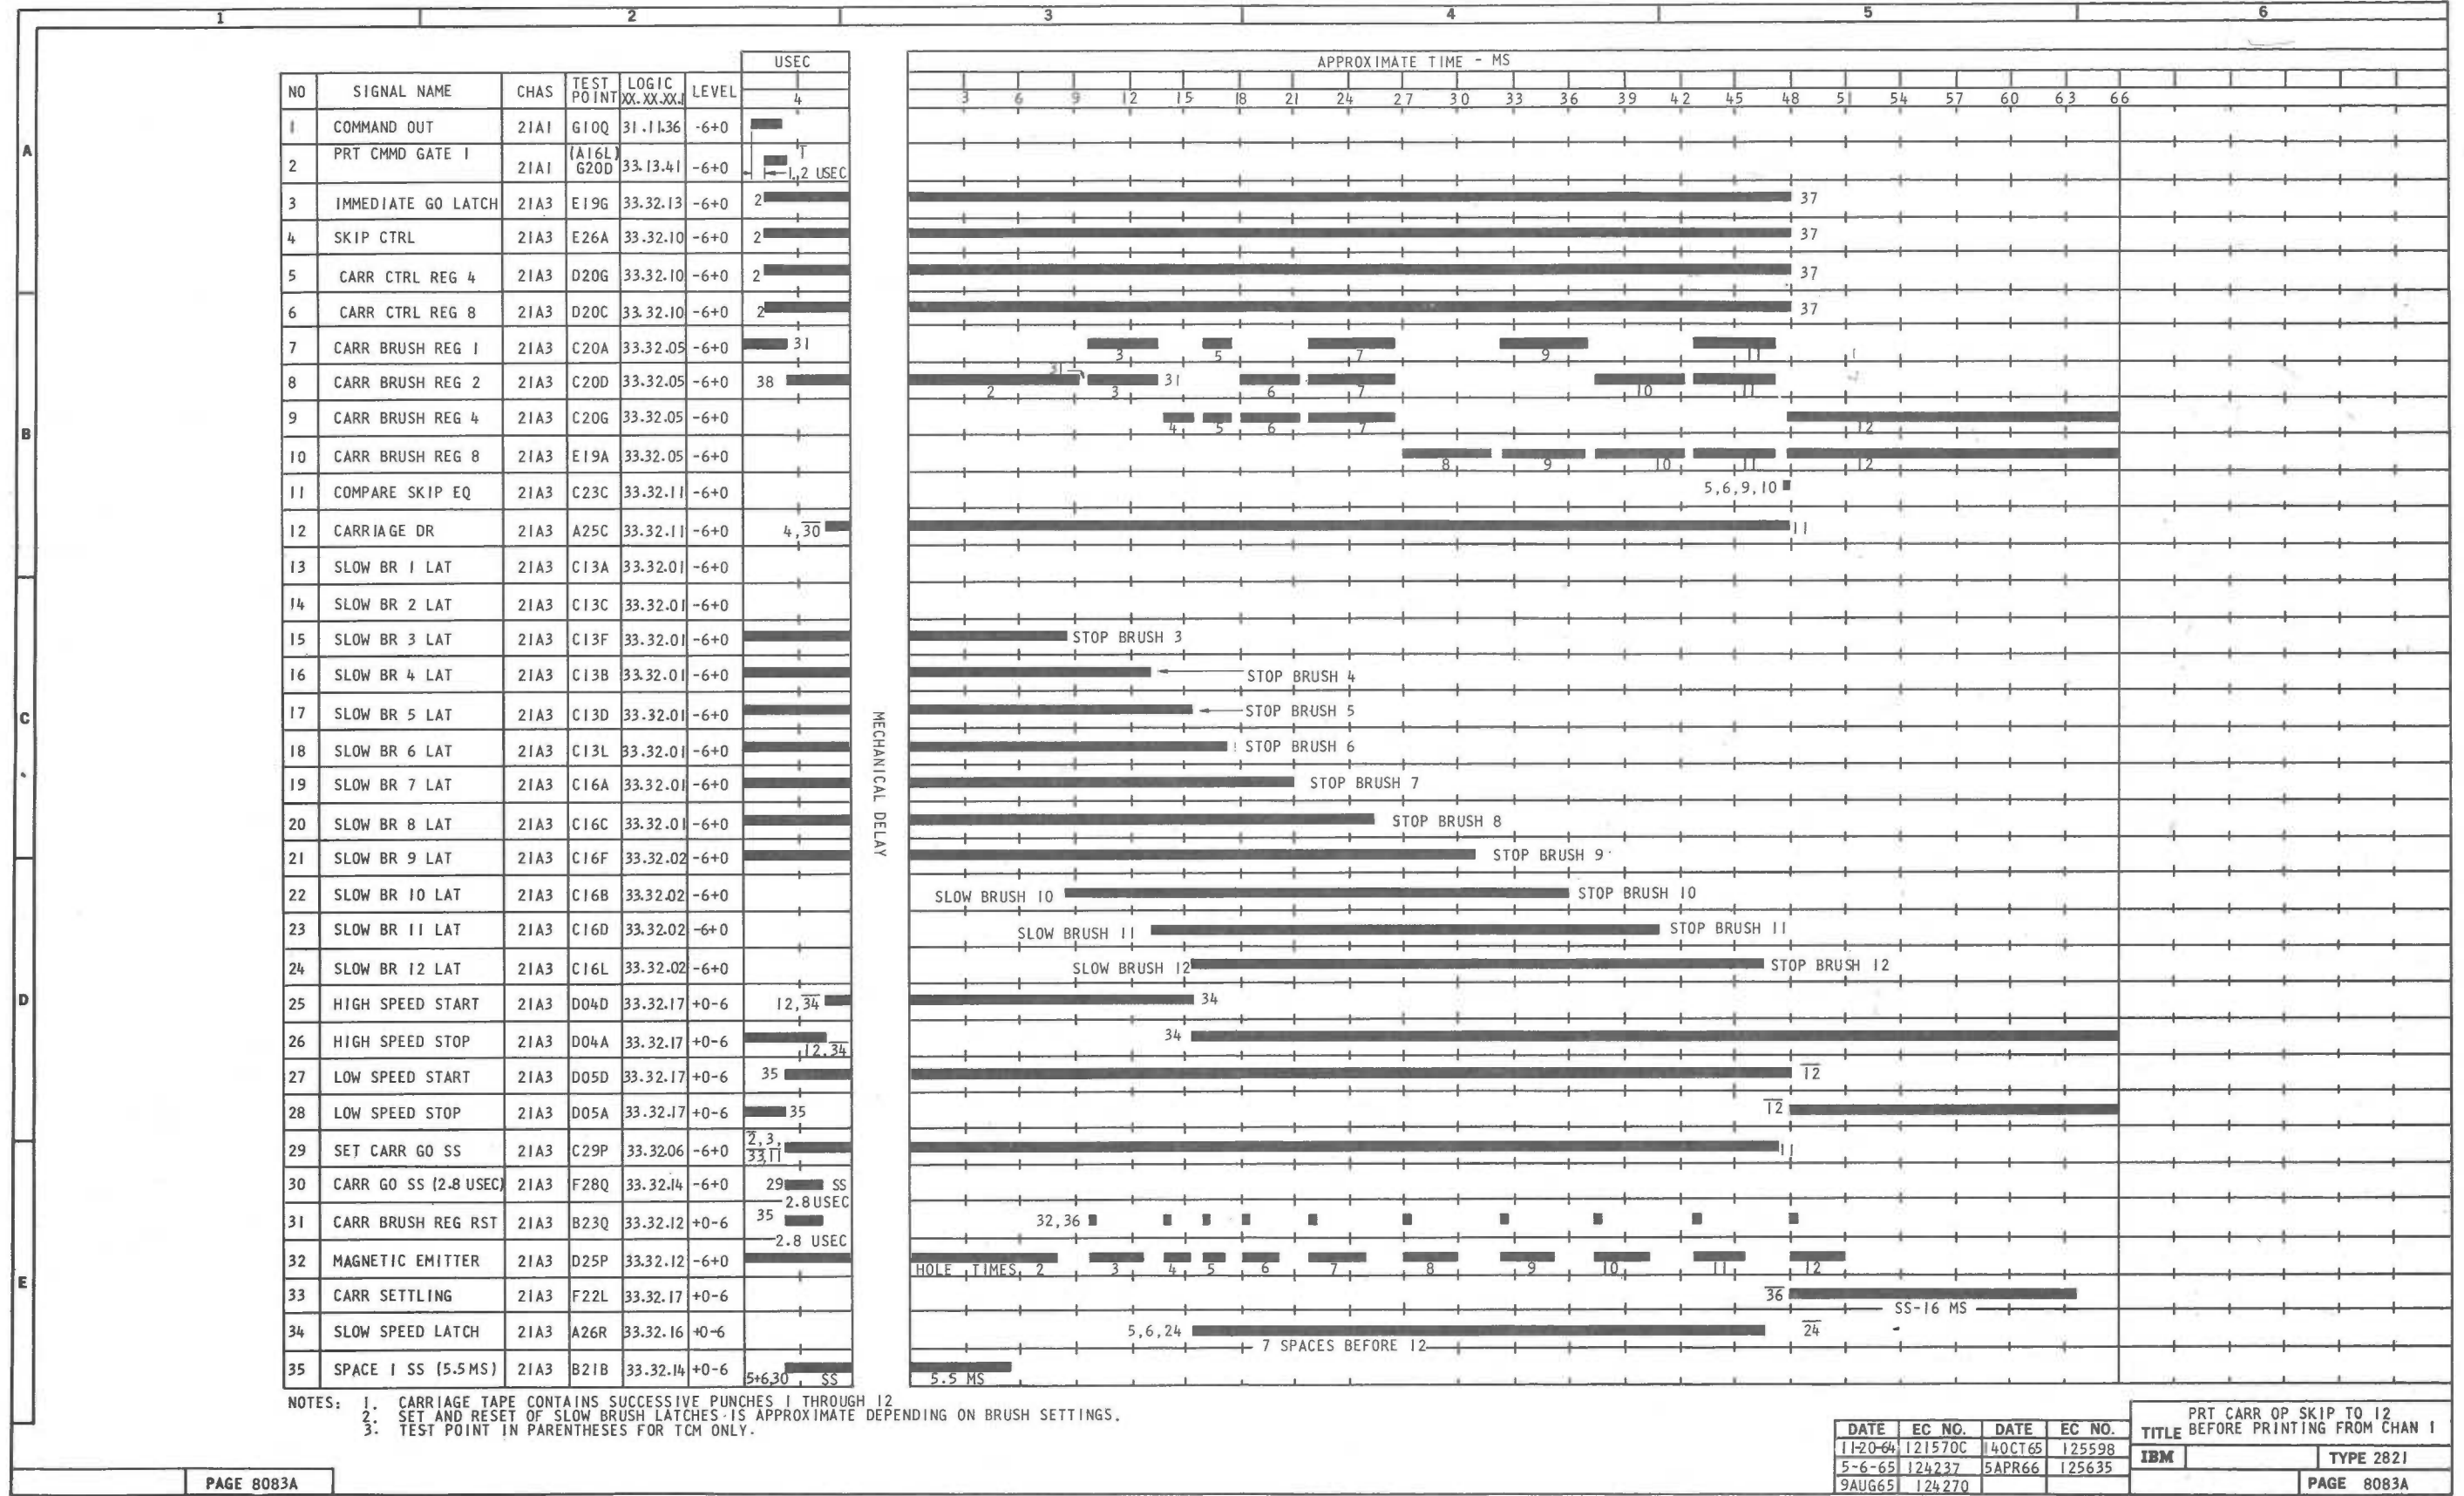 1 2 3 4 5 6
USEC
APPROXIMATE TIME - MS
NO SIGNAL NAME CHAS TEST POINT LOGIC XX.XX.XX.1 LEVEL 4
3 6 9 12 15 18 21 24 27 30 33 36 39 42 45 48 51 54 57 60 63 66
1 COMMAND OUT 21A1 G10Q 31.11.36 -6+0
2 PRT CMMD GATE 1 21A1 (A16L) G20D 33.13.41 -6+0 1.2 USEC
3 IMMEDIATE GO LATCH 21A3 E19G 33.32.13 -6+0 2 37
4 SKIP CTRL 21A3 E26A 33.32.10 -6+0 2 37
5 CARR CTRL REG 4 21A3 D20G 33.32.10 -6+0 2 37
6 CARR CTRL REG 8 21A3 D20C 33.32.10 -6+0 2 37
7 CARR BRUSH REG 1 21A3 C20A 33.32.05 -6+0 31 3 5 7 9 11
8 CARR BRUSH REG 2 21A3 C20D 33.32.05 -6+0 38 2 31 3 31 6 7 10 11
9 CARR BRUSH REG 4 21A3 C20G 33.32.05 -6+0 4 5 6 7 12
10 CARR BRUSH REG 8 21A3 E19A 33.32.05 -6+0 8 9 10 11 12
11 COMPARE SKIP EQ 21A3 C23C 33.32.11 -6+0 5,6,9,10
12 CARRIAGE DR 21A3 A25C 33.32.11 -6+0 4,3̅0̅ 11
13 SLOW BR 1 LAT 21A3 C13A 33.32.01 -6+0
14 SLOW BR 2 LAT 21A3 C13C 33.32.01 -6+0
15 SLOW BR 3 LAT 21A3 C13F 33.32.01 -6+0 STOP BRUSH 3
16 SLOW BR 4 LAT 21A3 C13B 33.32.01 -6+0 STOP BRUSH 4
17 SLOW BR 5 LAT 21A3 C13D 33.32.01 -6+0 STOP BRUSH 5
18 SLOW BR 6 LAT 21A3 C13L 33.32.01 -6+0 STOP BRUSH 6
19 SLOW BR 7 LAT 21A3 C16A 33.32.01 -6+0 STOP BRUSH 7
20 SLOW BR 8 LAT 21A3 C16C 33.32.01 -6+0 STOP BRUSH 8
21 SLOW BR 9 LAT 21A3 C16F 33.32.02 -6+0 STOP BRUSH 9
22 SLOW BR 10 LAT 21A3 C16B 33.32.02 -6+0 SLOW BRUSH 10 STOP BRUSH 10
23 SLOW BR 11 LAT 21A3 C16D 33.32.02 -6+0 SLOW BRUSH 11 STOP BRUSH 11
24 SLOW BR 12 LAT 21A3 C16L 33.32.02 -6+0 SLOW BRUSH 12 STOP BRUSH 12
25 HIGH SPEED START 21A3 D04D 33.32.17 +0-6 12,3̅4̅ 34
26 HIGH SPEED STOP 21A3 D04A 33.32.17 +0-6 12,3̅4̅ 34
27 LOW SPEED START 21A3 D05D 33.32.17 +0-6 35 1̅2̅
28 LOW SPEED STOP 21A3 D05A 33.32.17 +0-6 35 1̅2̅
29 SET CARR GO SS 21A3 C29P 33.32.06 -6+0 2̅,3, 3̅3̅,1̅1̅ 11
30 CARR GO SS (2.8 USEC) 21A3 F28Q 33.32.14 -6+0 29 SS 2.8 USEC
31 CARR BRUSH REG RST 21A3 B23Q 33.32.12 +0-6 35 2.8 USEC 32,36
32 MAGNETIC EMITTER 21A3 D25P 33.32.12 -6+0 HOLE TIMES 2 3 4 5 6 7 8 9 10 11 12
33 CARR SETTLING 21A3 F22L 33.32.17 +0-6 3̅6̅ SS-16 MS
34 SLOW SPEED LATCH 21A3 A26R 33.32.16 +0-6 5,6,24 2̅4̅ 7 SPACES BEFORE 12
35 SPACE 1 SS (5.5MS) 21A3 B21B 33.32.14 +0-6 5+6,30 SS 5.5 MS
MECHANICAL DELAY
A
B
C
D
E
NOTES: 1. CARRIAGE TAPE CONTAINS SUCCESSIVE PUNCHES 1 THROUGH 12
2. SET AND RESET OF SLOW BRUSH LATCHES IS APPROXIMATE DEPENDING ON BRUSH SETTINGS.
3. TEST POINT IN PARENTHESES FOR TCM ONLY.
DATE EC NO. DATE EC NO.
11-20-64 121570C 14OCT65 125598
5-6-65 124237 5APR66 125635
9AUG65 124270
TITLE PRT CARR OP SKIP TO 12 BEFORE PRINTING FROM CHAN 1
IBM TYPE 2821
PAGE 8083A
PAGE 8083A